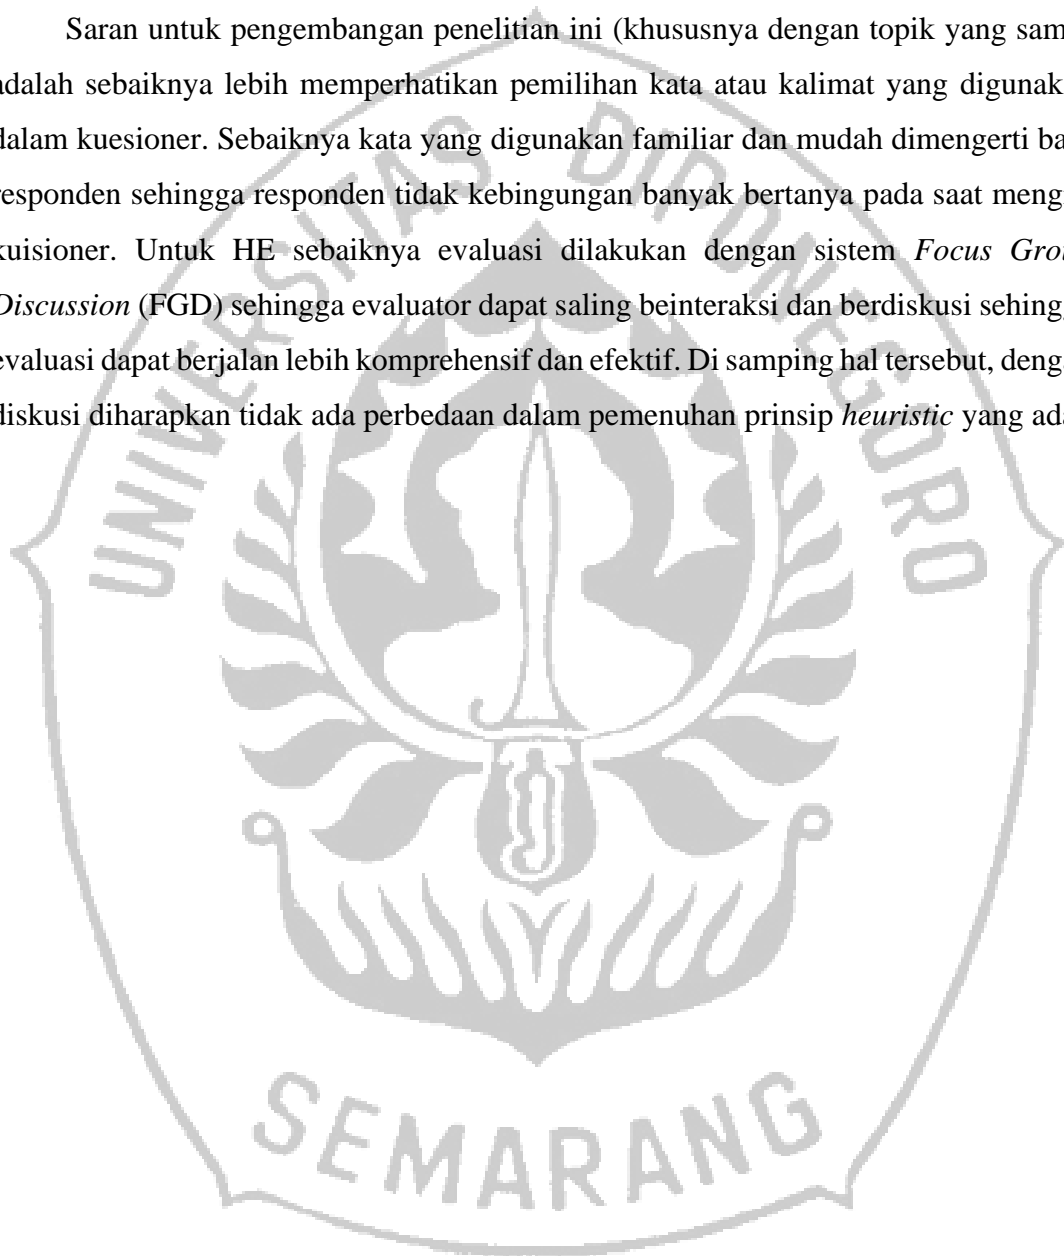 Saran untuk pengembangan penelitian ini (khususnya dengan topik yang sam
adalah sebaiknya lebih memperhatikan pemilihan kata atau kalimat yang digunak
dalam kuesioner. Sebaiknya kata yang digunakan familiar dan mudah dimengerti ba
responden sehingga responden tidak kebingungan banyak bertanya pada saat meng
kuisioner. Untuk HE sebaiknya evaluasi dilakukan dengan sistem Focus Grou
Discussion (FGD) sehingga evaluator dapat saling beinteraksi dan berdiskusi sehing
evaluasi dapat berjalan lebih komprehensif dan efektif. Di samping hal tersebut, deng
diskusi diharapkan tidak ada perbedaan dalam pemenuhan prinsip heuristic yang ada
UNIVERSITAS DIPONEGORO
SEMARANG